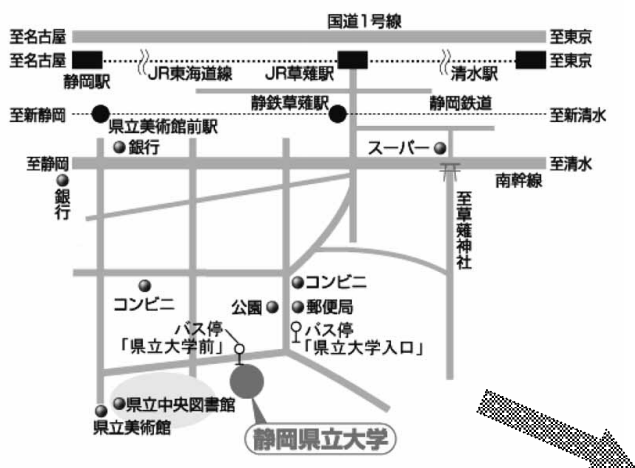 国道1号線
至名古屋
至東京
至名古屋
至東京
静岡駅
JR東海道線
JR草薙駅
清水駅
静鉄草薙駅
静岡鉄道
至新静岡
至新清水
県立美術館前駅
銀行
スーパー
至静岡
至清水
南幹線
銀行
至草薙神社
コンビニ
コンビニ
公園
郵便局
バス停
「県立大学前」
バス停
「県立大学入口」
県立中央図書館
県立美術館
静岡県立大学